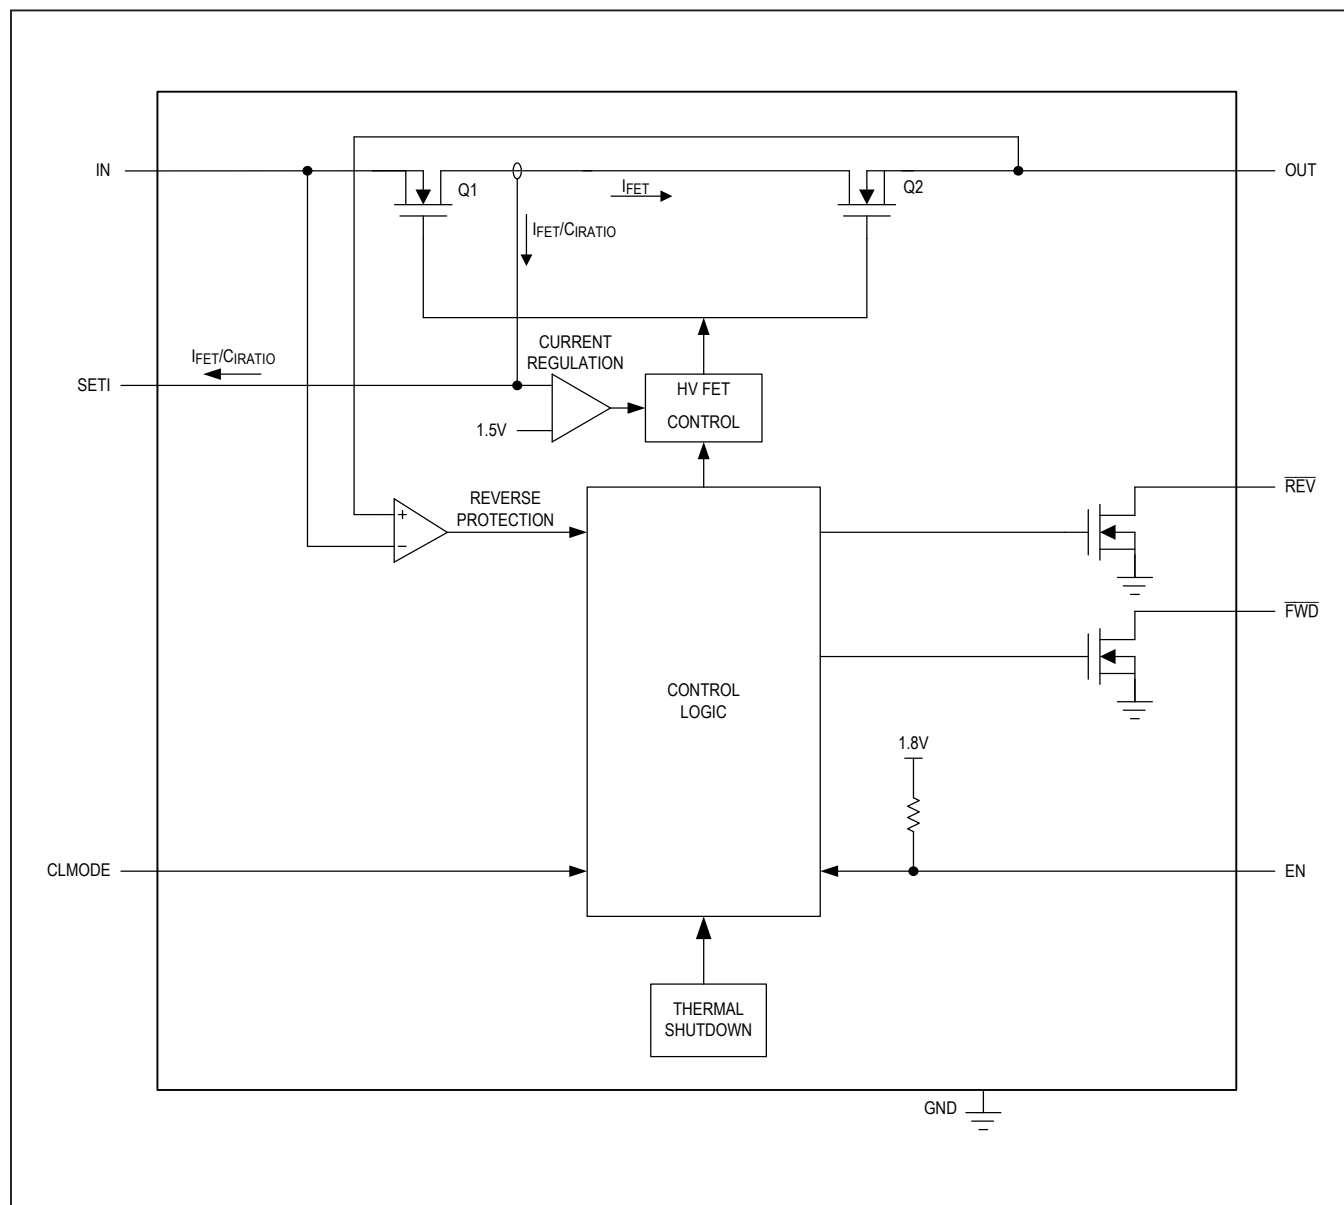 IN
Q1
IFET
Q2
OUT
IFET/CIRATIO
IFET/CIRATIO
SETI
CURRENT
REGULATION
1.5V
HV FET
CONTROL
+
−
REVERSE
PROTECTION
REV
FWD
CONTROL
LOGIC
1.8V
CLMODE
EN
THERMAL
SHUTDOWN
GND